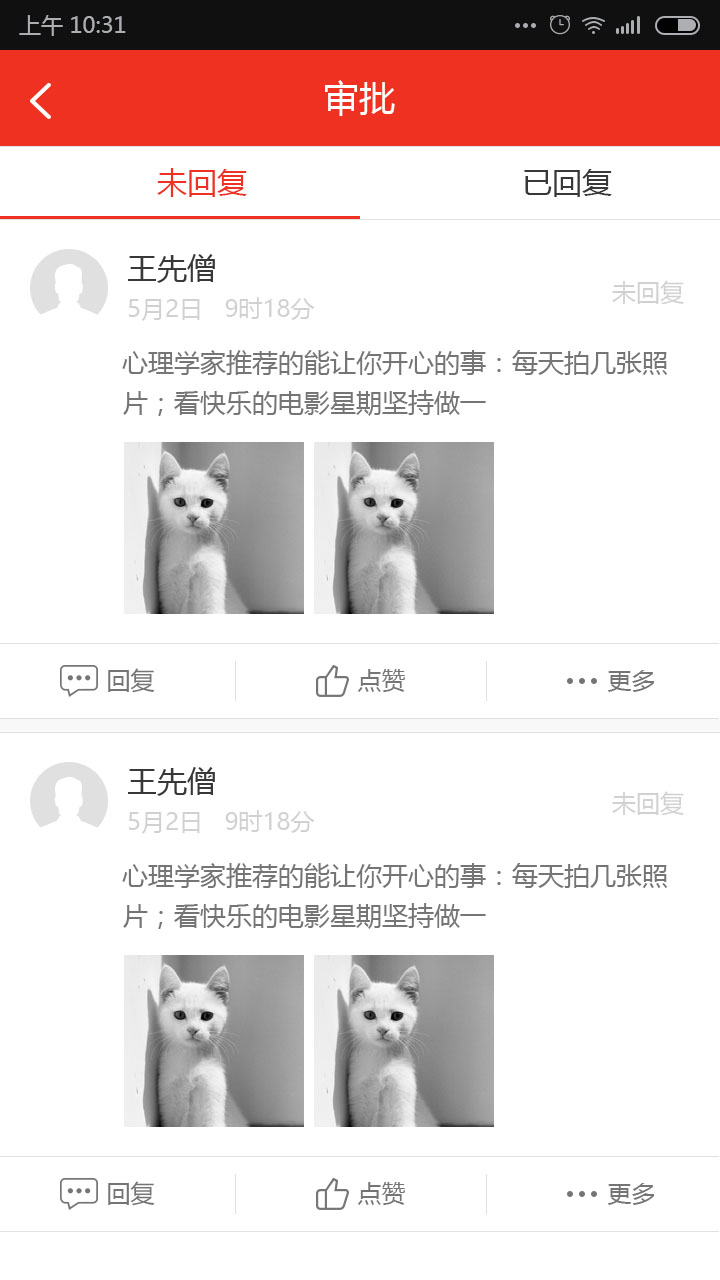 上午 10:31
审批
未回复 已回复
王先僧
5月2日 9时18分
未回复
心理学家推荐的能让你开心的事：每天拍几张照
片；看快乐的电影星期坚持做一
回复 点赞 更多
王先僧
5月2日 9时18分
未回复
心理学家推荐的能让你开心的事：每天拍几张照
片；看快乐的电影星期坚持做一
回复 点赞 更多